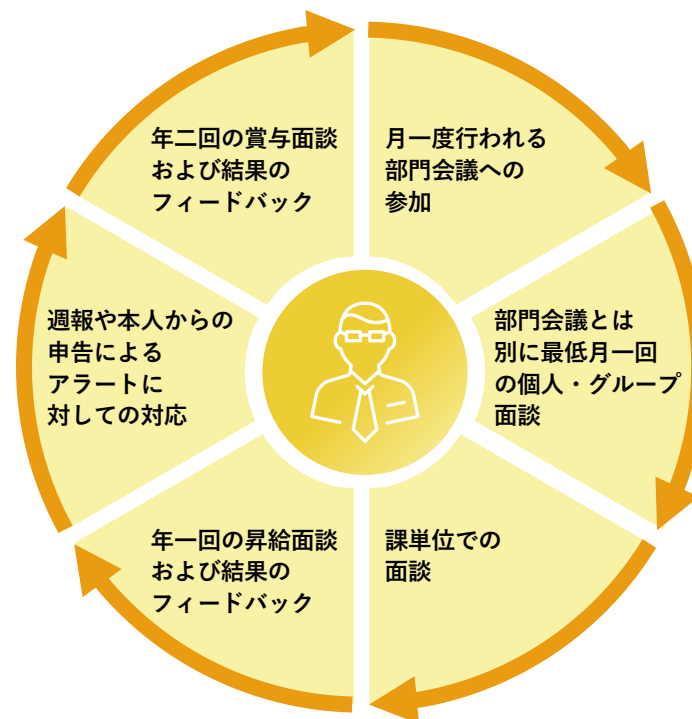 年二回の賞与面談
および結果の
フィードバック
月一度行われる
部門会議への
参加
部門会議とは
別に最低月一回
の個人・グループ
面談
課単位での
面談
年一回の昇給面談
および結果の
フィードバック
週報や本人からの
申告による
アラートに
対しての対応